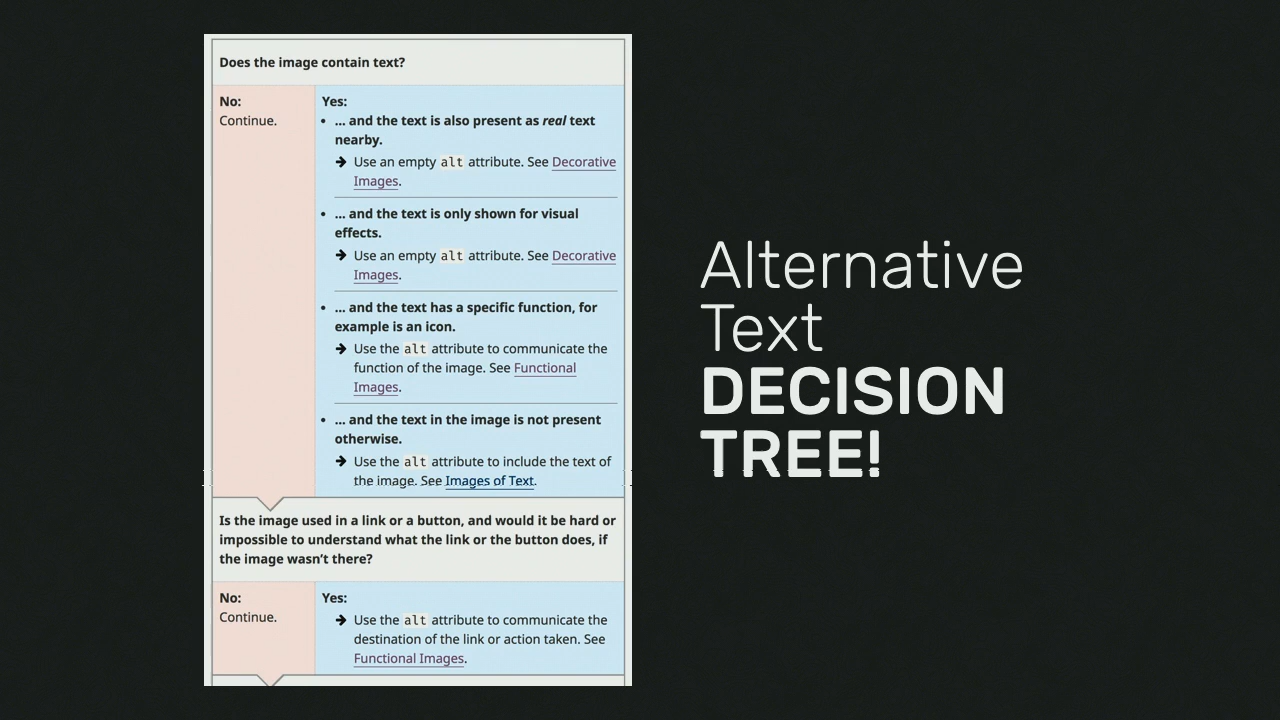 Does the image contain text?
No:
Continue.
Yes:
• ... and the text is also present as real text
nearby.
➔ Use an empty alt attribute. See Decorative
Images.
• ... and the text is only shown for visual
effects.
➔ Use an empty alt attribute. See Decorative
Images.
• ... and the text has a specific function, for
example is an icon.
➔ Use the alt attribute to communicate the
function of the image. See Functional
Images.
• ... and the text in the image is not present
otherwise.
➔ Use the alt attribute to include the text of
the image. See Images of Text.
Is the image used in a link or a button, and would it be hard or
impossible to understand what the link or the button does, if
the image wasn’t there?
No:
Continue.
Yes:
➔ Use the alt attribute to communicate the
destination of the link or action taken. See
Functional Images.
Alternative
Text
DECISION
TREE!